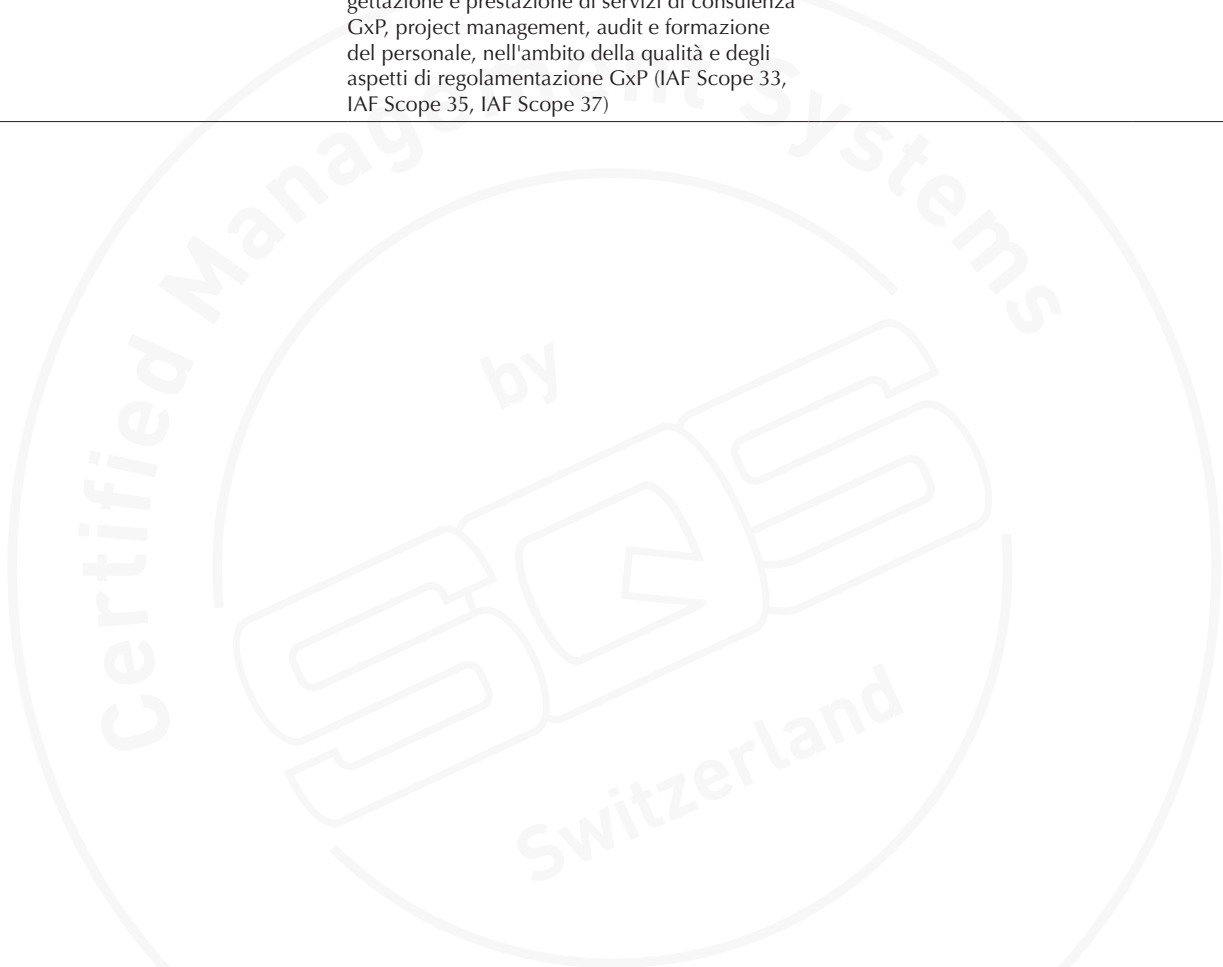 gettazione e prestazione di servizi di consulenza
GxP, project management, audit e formazione
del personale, nell'ambito della qualità e degli
aspetti di regolamentazione GxP (IAF Scope 33,
IAF Scope 35, IAF Scope 37)
Certified Management Systems
by
SQS
Switzerland